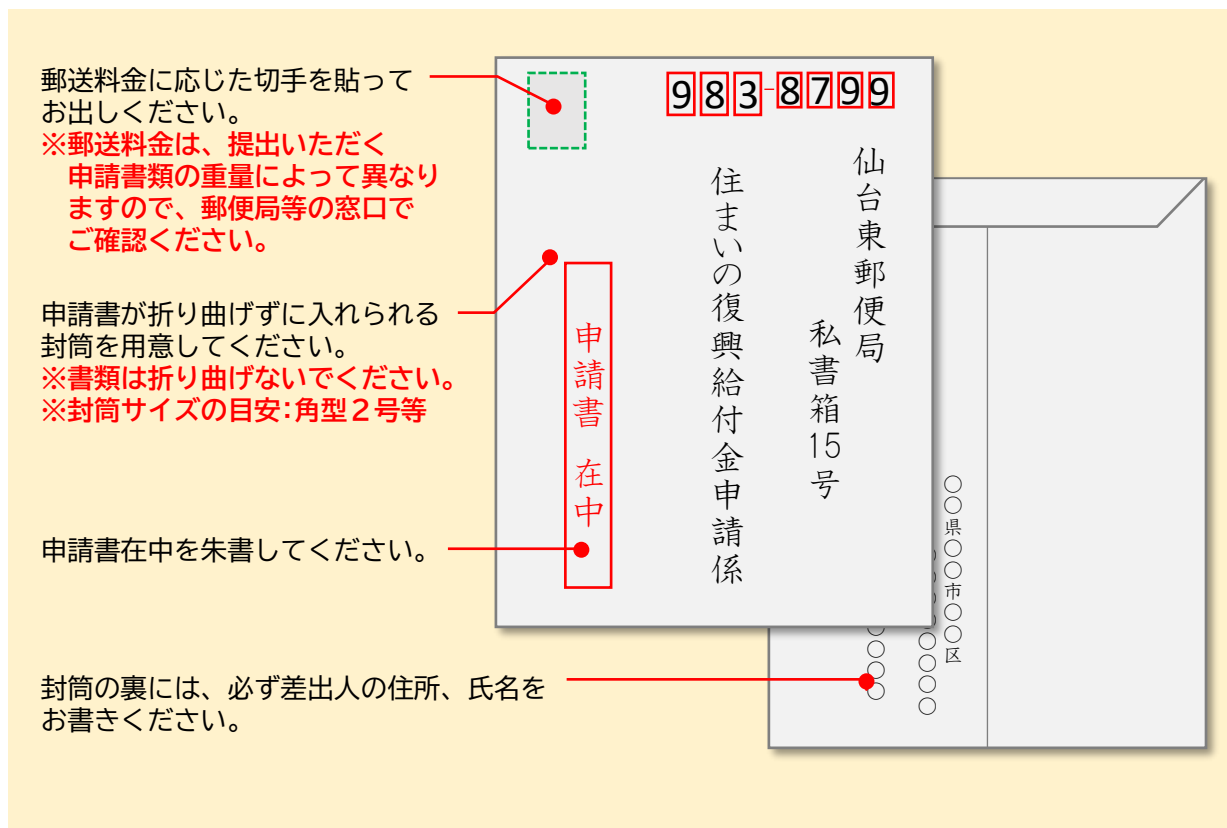 郵送料金に応じた切手を貼って
お出しください。
※郵送料金は、提出いただく
申請書類の重量によって異なり
ますので、郵便局等の窓口で
ご確認ください。
申請書が折り曲げずに入れられる
封筒を用意してください。
※書類は折り曲げないでください。
※封筒サイズの目安:角型２号等
申請書在中を朱書してください。
封筒の裏には、必ず差出人の住所、氏名を
お書きください。
983-8799
仙台東郵便局
私書箱15号
住まいの復興給付金申請係
申請書 在中
○○県○○市○○区